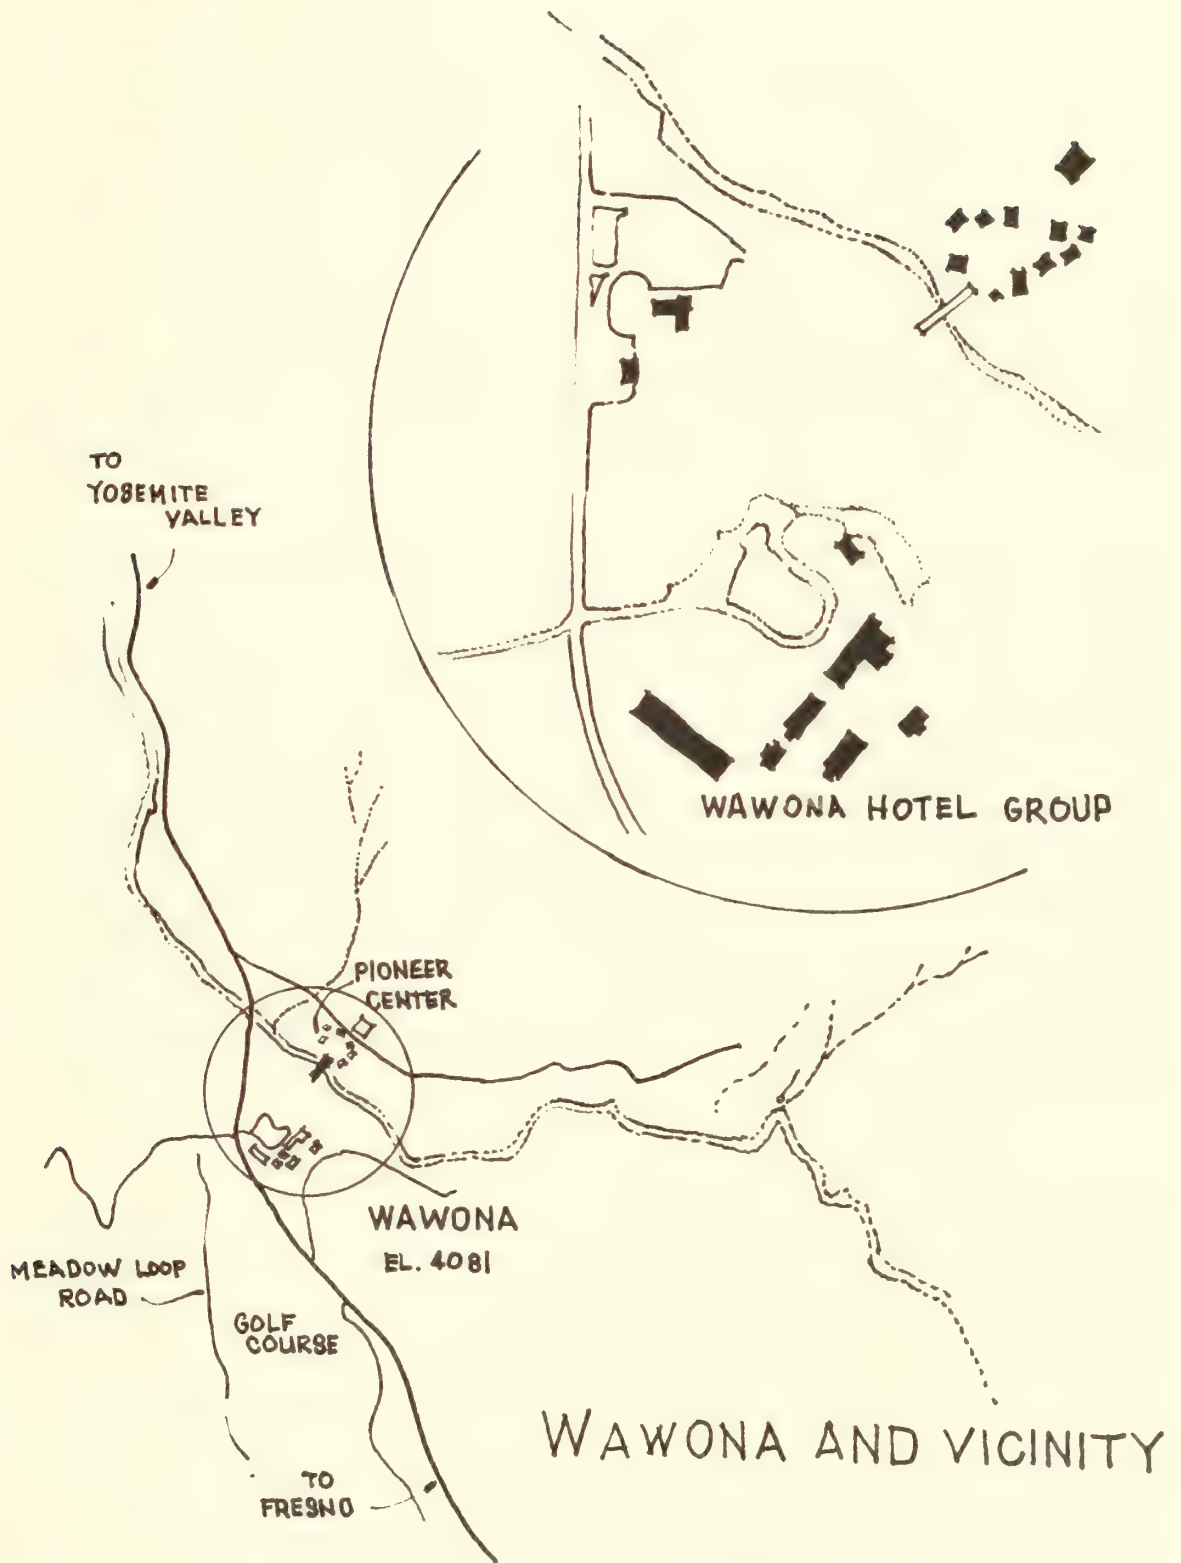 TO
YOSEMITE
VALLEY
WAWONA HOTEL GROUP
PIONEER
CENTER
WAWONA
EL. 4081
MEADOW LOOP
ROAD
GOLF
COURSE
TO
FRESNO
WAWONA AND VICINITY